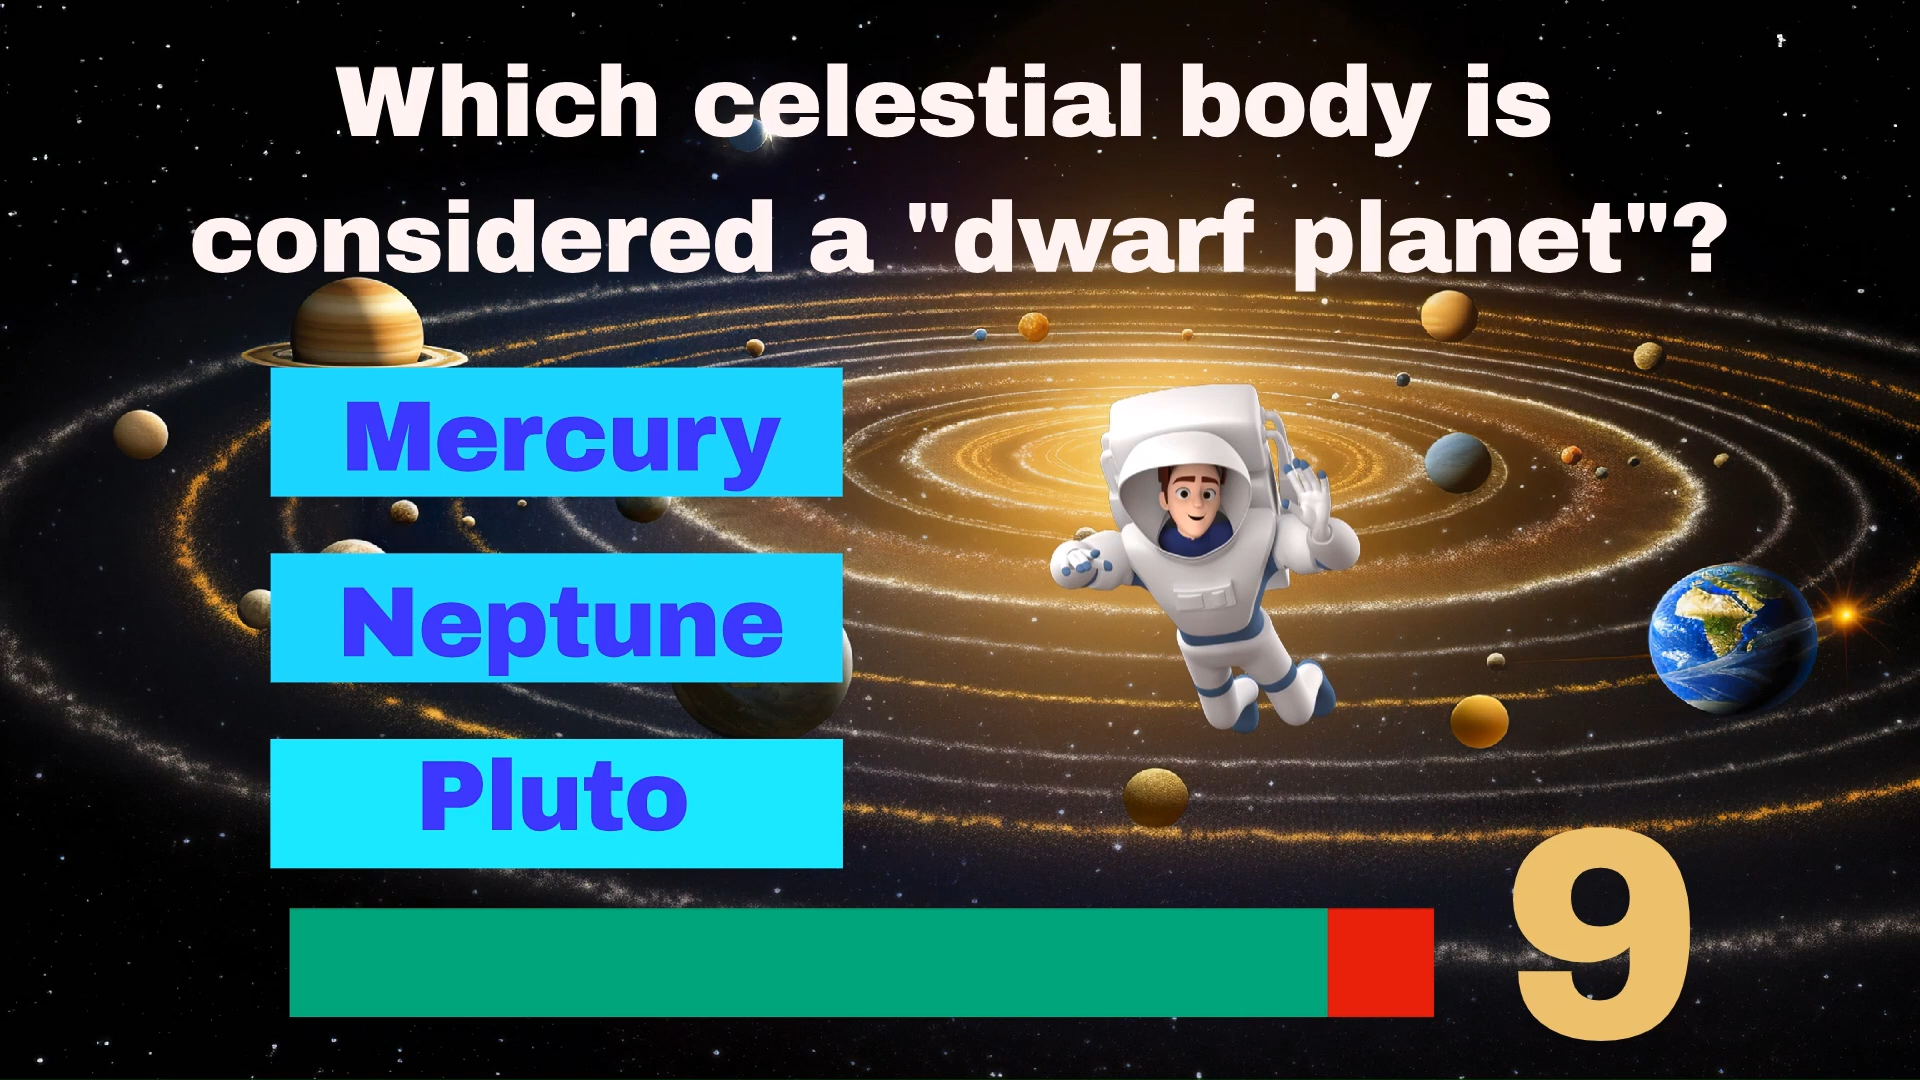 Which celestial body is
considered a "dwarf planet"?
Mercury
Neptune
Pluto
9